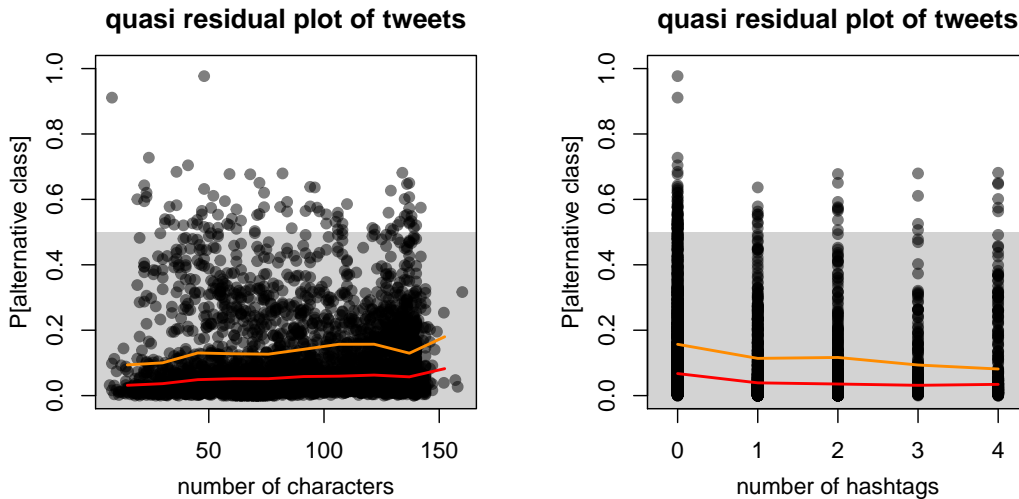 quasi residual plot of tweets
P[alternative class]
1.0
0.8
0.6
0.4
0.2
0.0
50 100 150
number of characters
quasi residual plot of tweets
P[alternative class]
1.0
0.8
0.6
0.4
0.2
0.0
0 1 2 3 4
number of hashtags